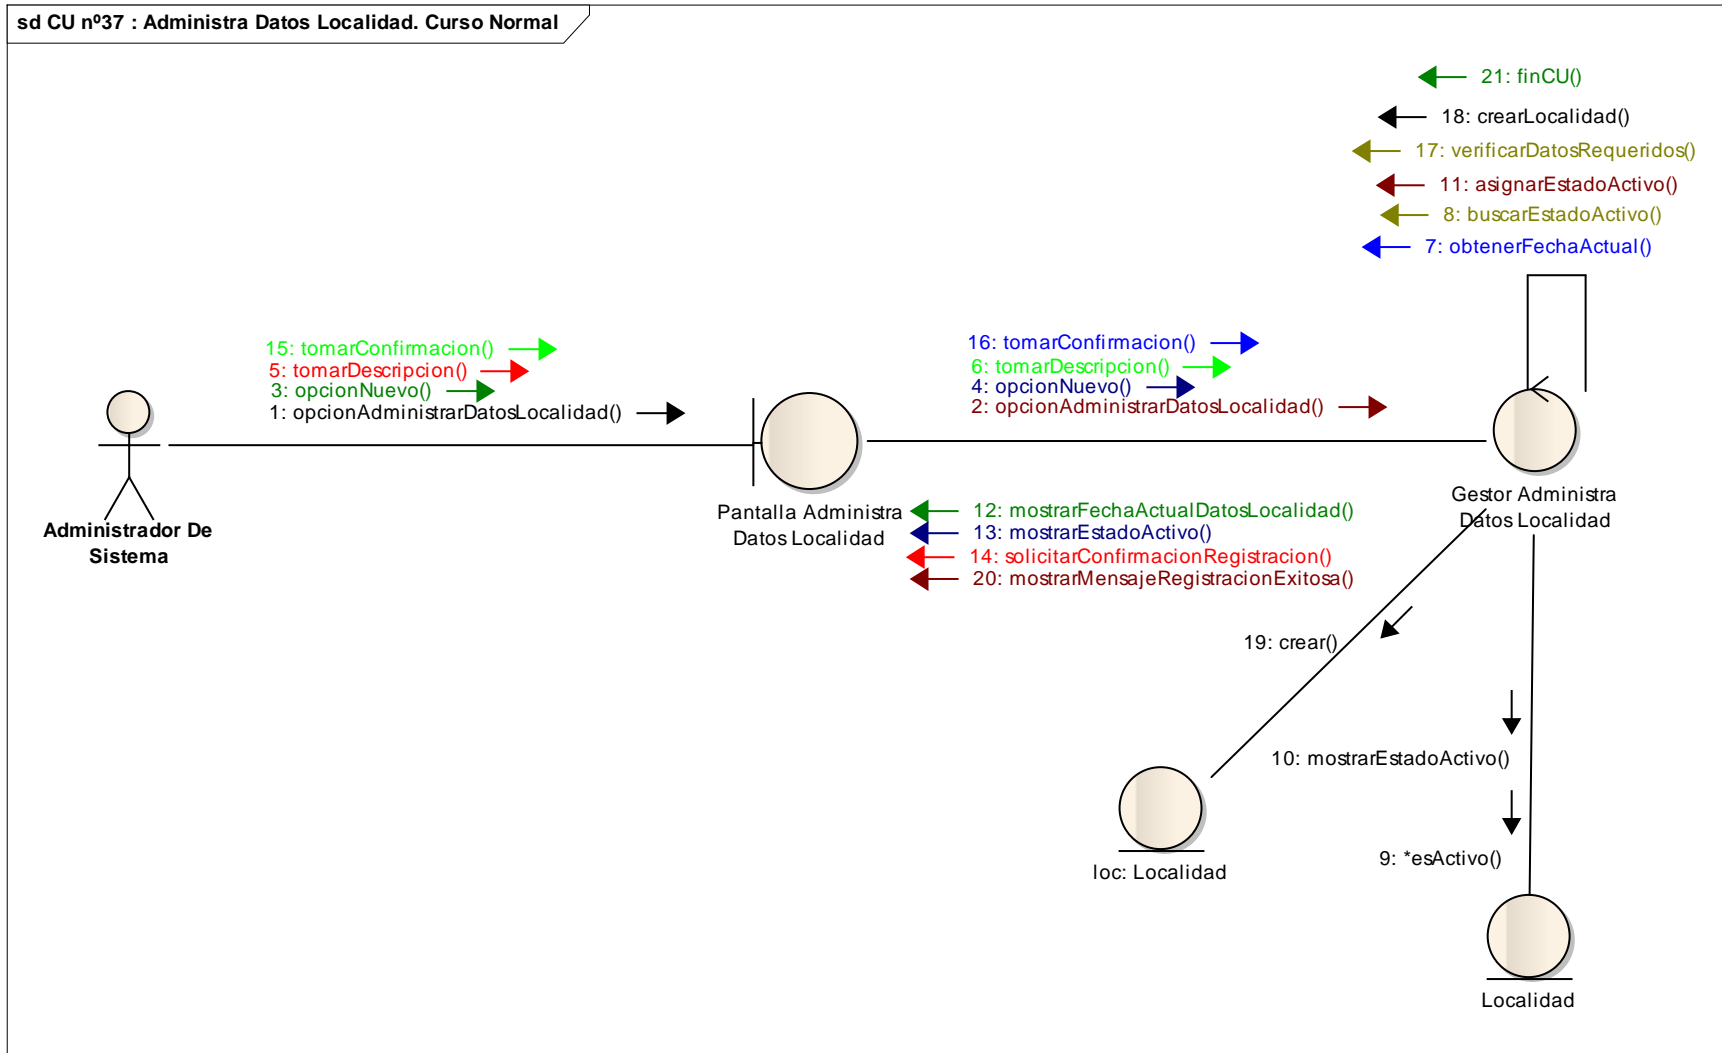 sd CU nº37 : Administra Datos Localidad. Curso Normal
21: finCU()
18: crearLocalidad()
17: verificarDatosRequeridos()
11: asignarEstadoActivo()
8: buscarEstadoActivo()
7: obtenerFechaActual()
15: tomarConfirmacion()
5: tomarDescripcion()
3: opcionNuevo()
1: opcionAdministrarDatosLocalidad()
16: tomarConfirmacion()
6: tomarDescripcion()
4: opcionNuevo()
2: opcionAdministrarDatosLocalidad()
Administrador De
Sistema
Pantalla Administra
Datos Localidad
Gestor Administra
Datos Localidad
12: mostrarFechaActualDatosLocalidad()
13: mostrarEstadoActivo()
14: solicitarConfirmacionRegistracion()
20: mostrarMensajeRegistracionExitosa()
19: crear()
10: mostrarEstadoActivo()
9: *esActivo()
loc: Localidad
Localidad